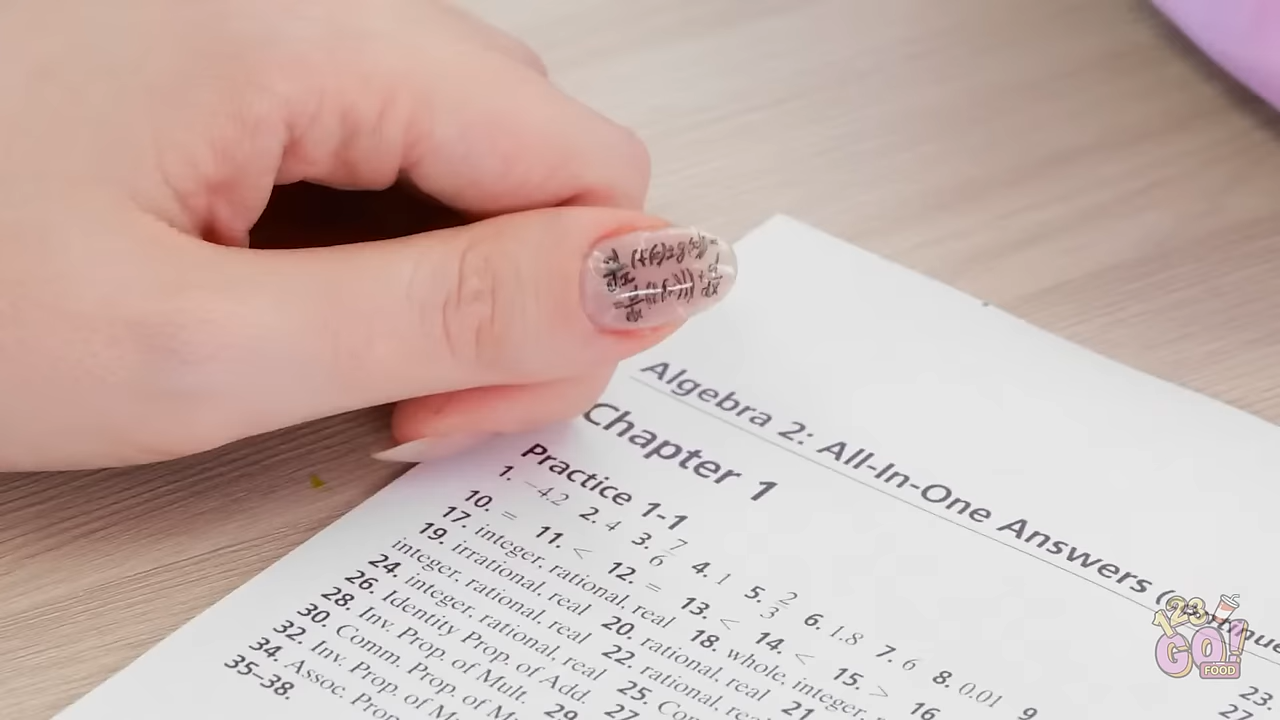 Algebra 2: All-In-One Answers
Chapter 1
Practice 1-1
1. −4.2 2. 4 3. 7/6 4. 1 5. 2/3 6. 1.8 7. 6 8. 0.01 9
10. = 11. < 12. = 13. < 14. < 15. > 16
17. integer, rational, real 18. whole, integer,
19. irrational, real 20. rational, real 21
integer, rational, real 22. rational,
24. integer, rational, real 25.
26. Identity Prop. of Add. 27
28. Inv. Prop. of Mult. 29
30. Comm. Prop. of
32. Inv. Prop. of
34. Assoc.
35–38.
23.
27.
123
GO!
FOOD